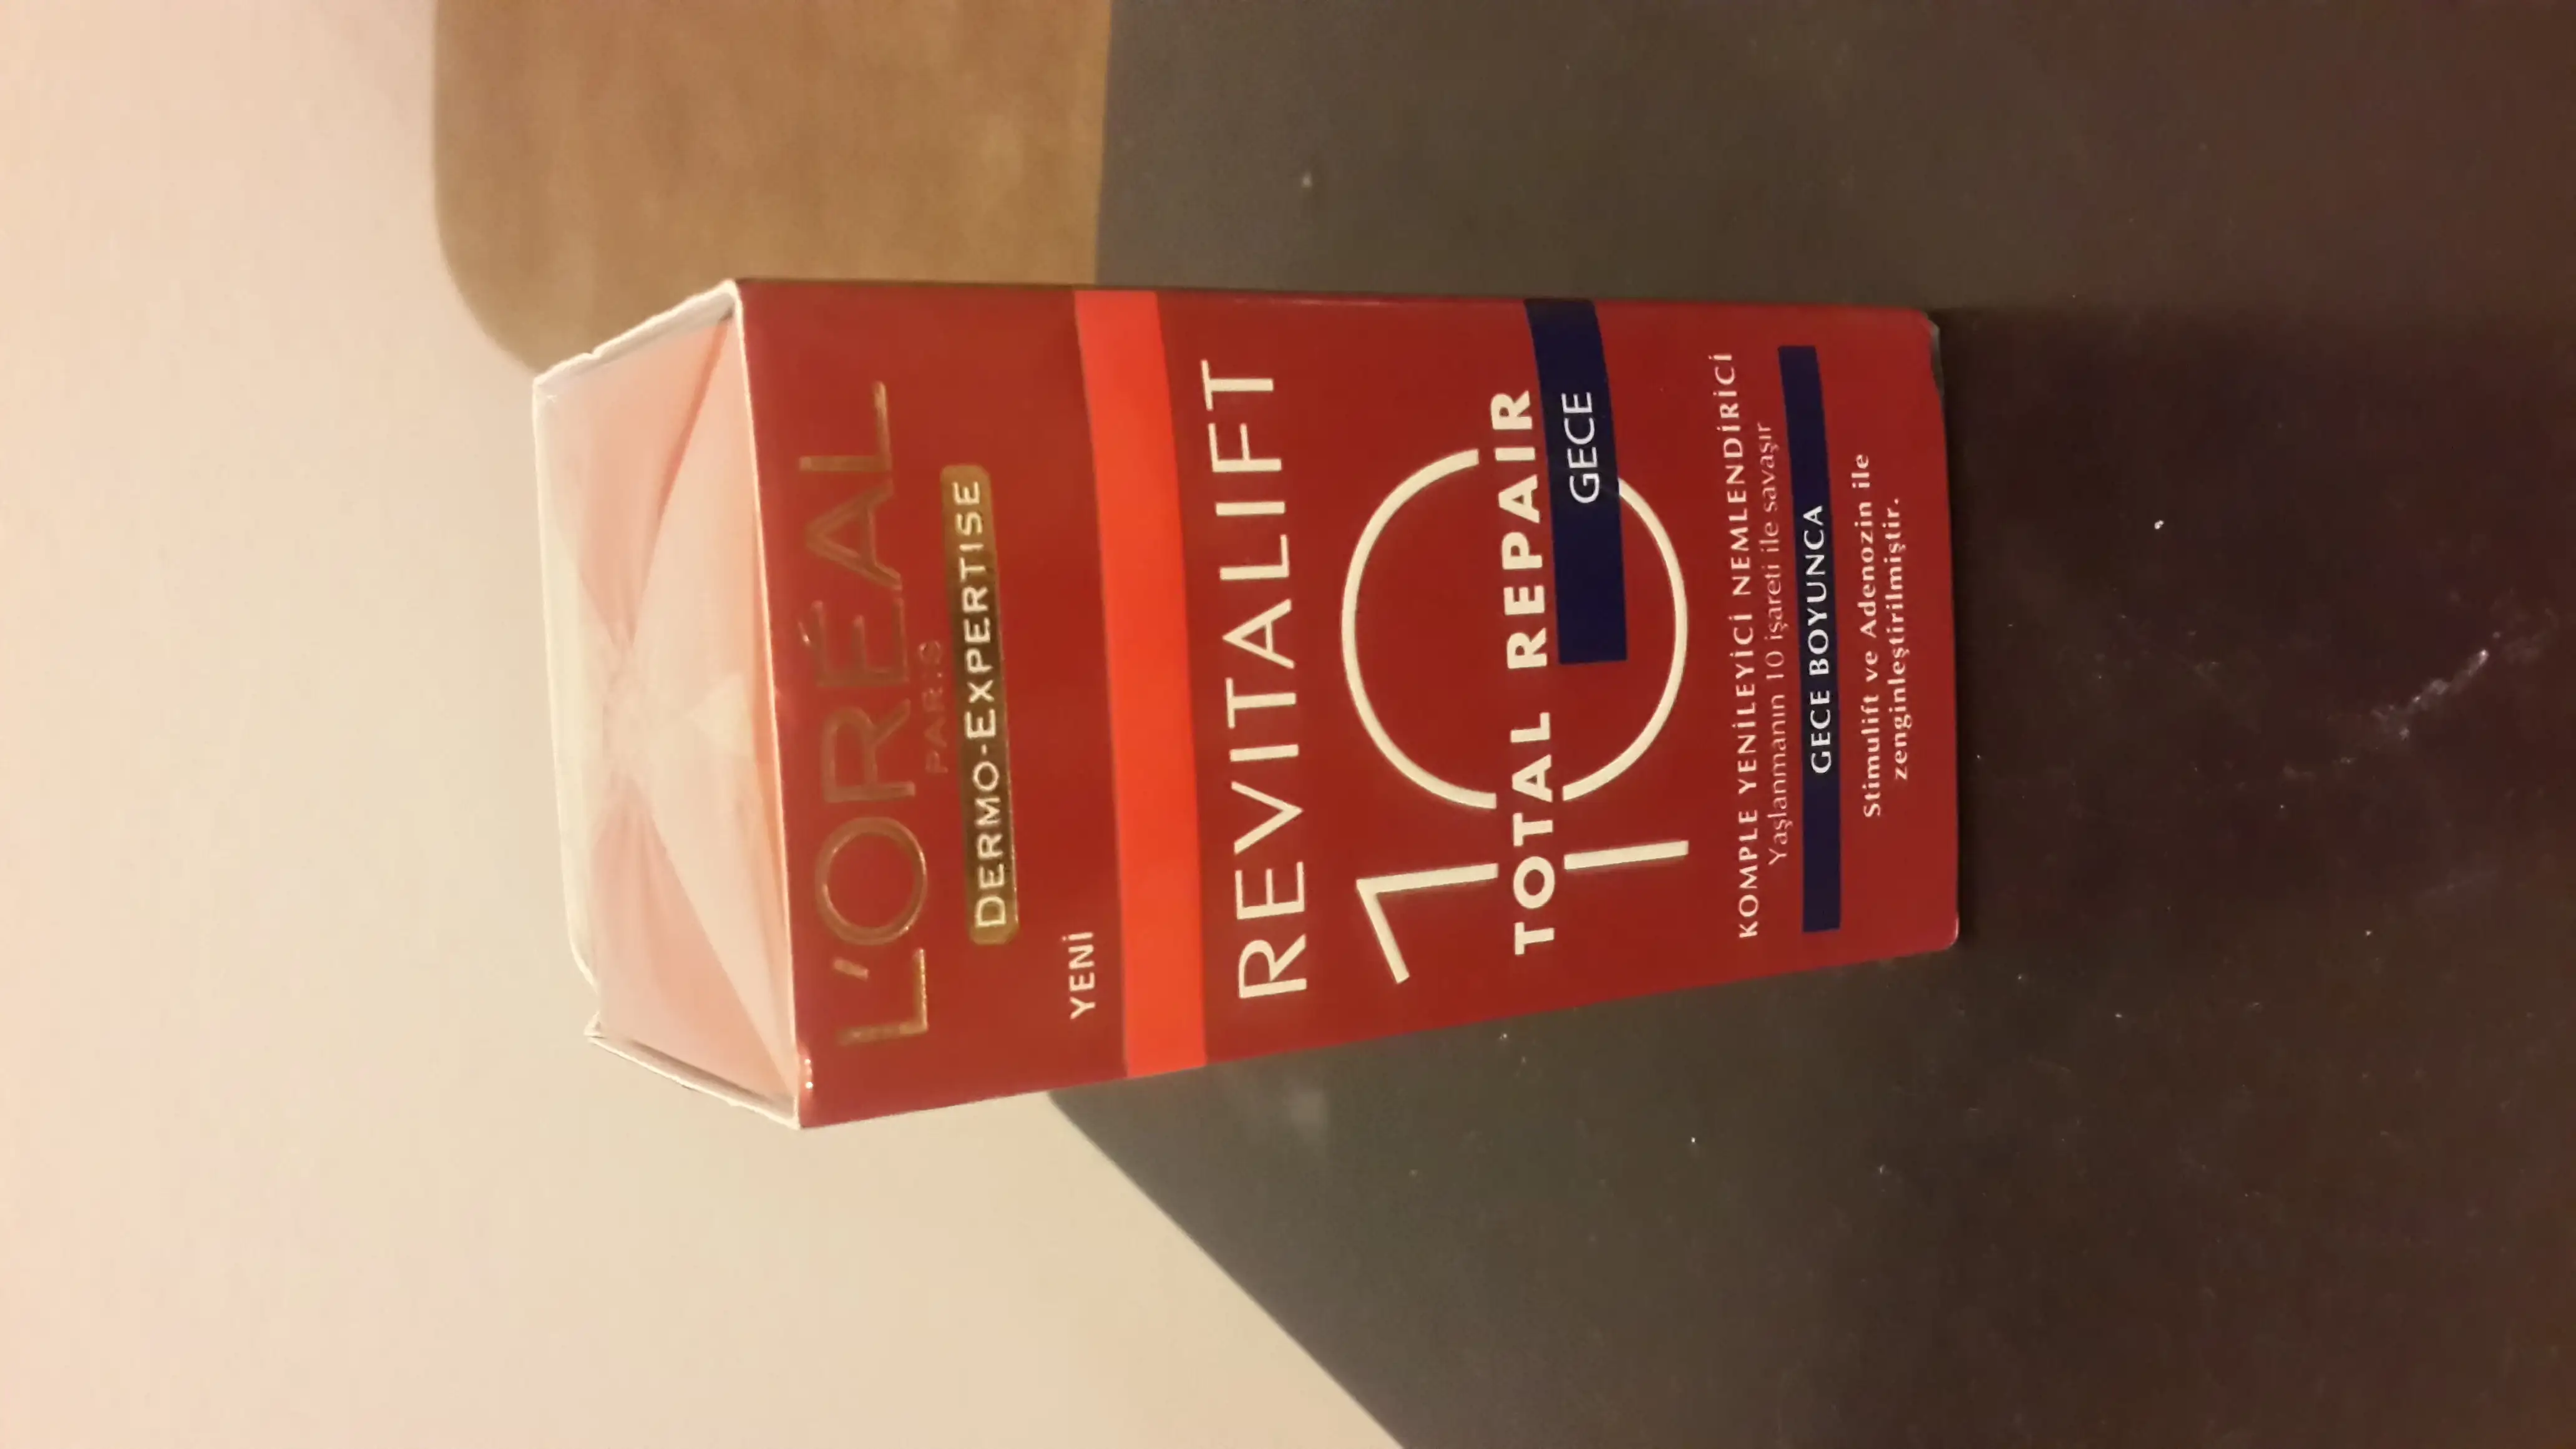 L'ORÉAL
PARIS
DERMO-EXPERTISE
YENİ
REVITALIFT
10
TOTAL REPAIR
GECE
KOMPLE YENİLEYİCİ NEMLENDİRİCİ
Yaşlanmanın 10 işareti ile savaşır
GECE BOYUNCA
Stimulift ve Adenozin ile
zenginleştirilmiştir.